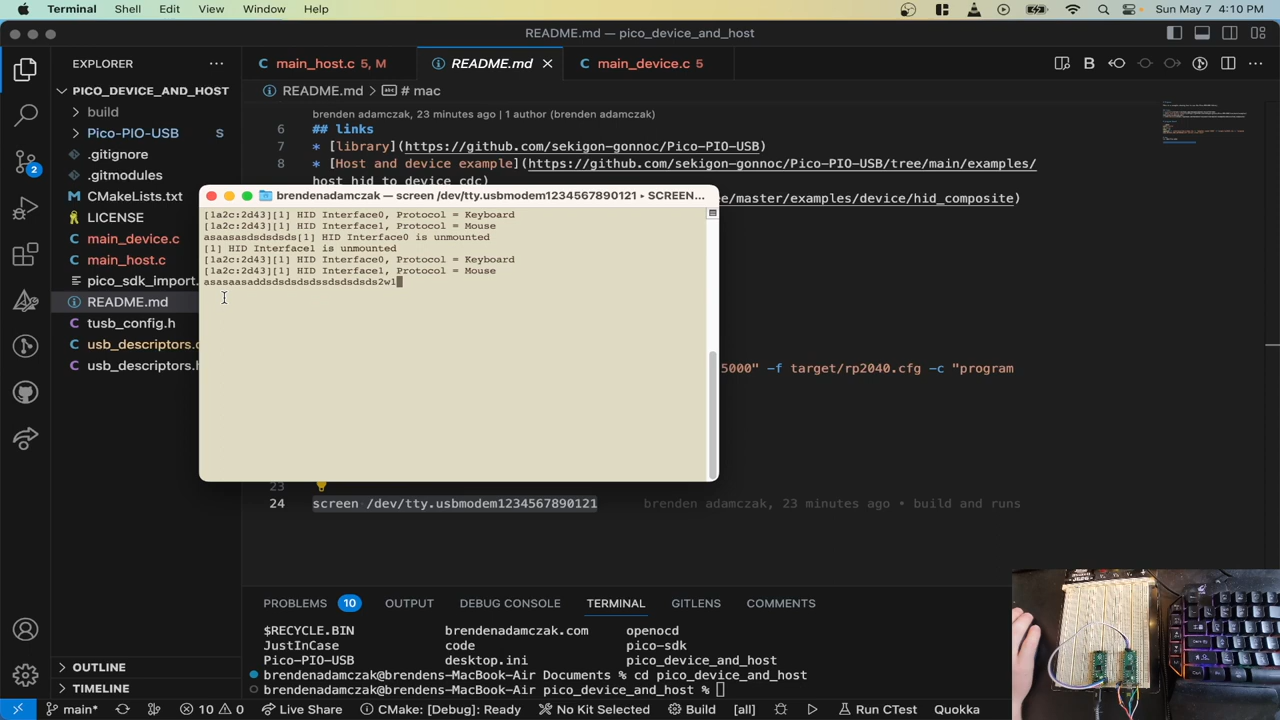 Terminal Shell Edit View Window Help
Sun May 7 4:10 PM
README.md — pico_device_and_host
EXPLORER
main_host.c 5, M
README.md
main_device.c 5
PICO_DEVICE_AND_HOST
README.md > # mac
build
brenden adamczak, 23 minutes ago | 1 author (brenden adamczak)
6 ## links
Pico-PIO-USB S
7 * [library](https://github.com/sekigon-gonnoc/Pico-PIO-USB)
.gitignore
8 * [Host and device example](https://github.com/sekigon-gonnoc/Pico-PIO-USB/tree/main/examples/
host_hid_to_device_cdc)
.gitmodules
CMakeLists.txt
e/master/examples/device/hid_composite)
LICENSE
main_device.c
main_host.c
pico_sdk_import.
README.md
tusb_config.h
usb_descriptors.c
usb_descriptors.h
brendenadamczak — screen /dev/tty.usbmodem1234567890121 ▸ SCREEN...
[1a2c:2d43][1] HID Interface0, Protocol = Keyboard
[1a2c:2d43][1] HID Interface1, Protocol = Mouse
asasasasdsdsdsds[1] HID Interface0 is unmounted
[1] HID Interface1 is unmounted
[1a2c:2d43][1] HID Interface0, Protocol = Keyboard
[1a2c:2d43][1] HID Interface1, Protocol = Mouse
asasaasaddsdsdsdsdssdsdsdsds2w1
5000" -f target/rp2040.cfg -c "program
23
24 screen /dev/tty.usbmodem1234567890121 brenden adamczak, 23 minutes ago • build and runs
PROBLEMS 10 OUTPUT DEBUG CONSOLE TERMINAL GITLENS COMMENTS
$RECYCLE.BIN brendenadamczak.com openocd
JustInCase code pico-sdk
Pico-PIO-USB desktop.ini pico_device_and_host
brendenadamczak@brendens-MacBook-Air Documents % cd pico_device_and_host
brendenadamczak@brendens-MacBook-Air pico_device_and_host %
OUTLINE
TIMELINE
2
main* 10 0 Live Share CMake: [Debug]: Ready No Kit Selected Build [all] Run CTest Quokka